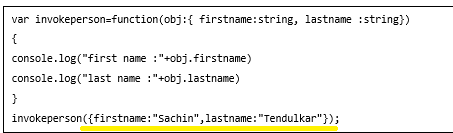 var invokeperson=function(obj:{ firstname:string, lastname :string})
{
console.log("first name :"+obj.firstname)
console.log("last name :"+obj.lastname)
}
invokeperson({firstname:"Sachin",lastname:"Tendulkar"});